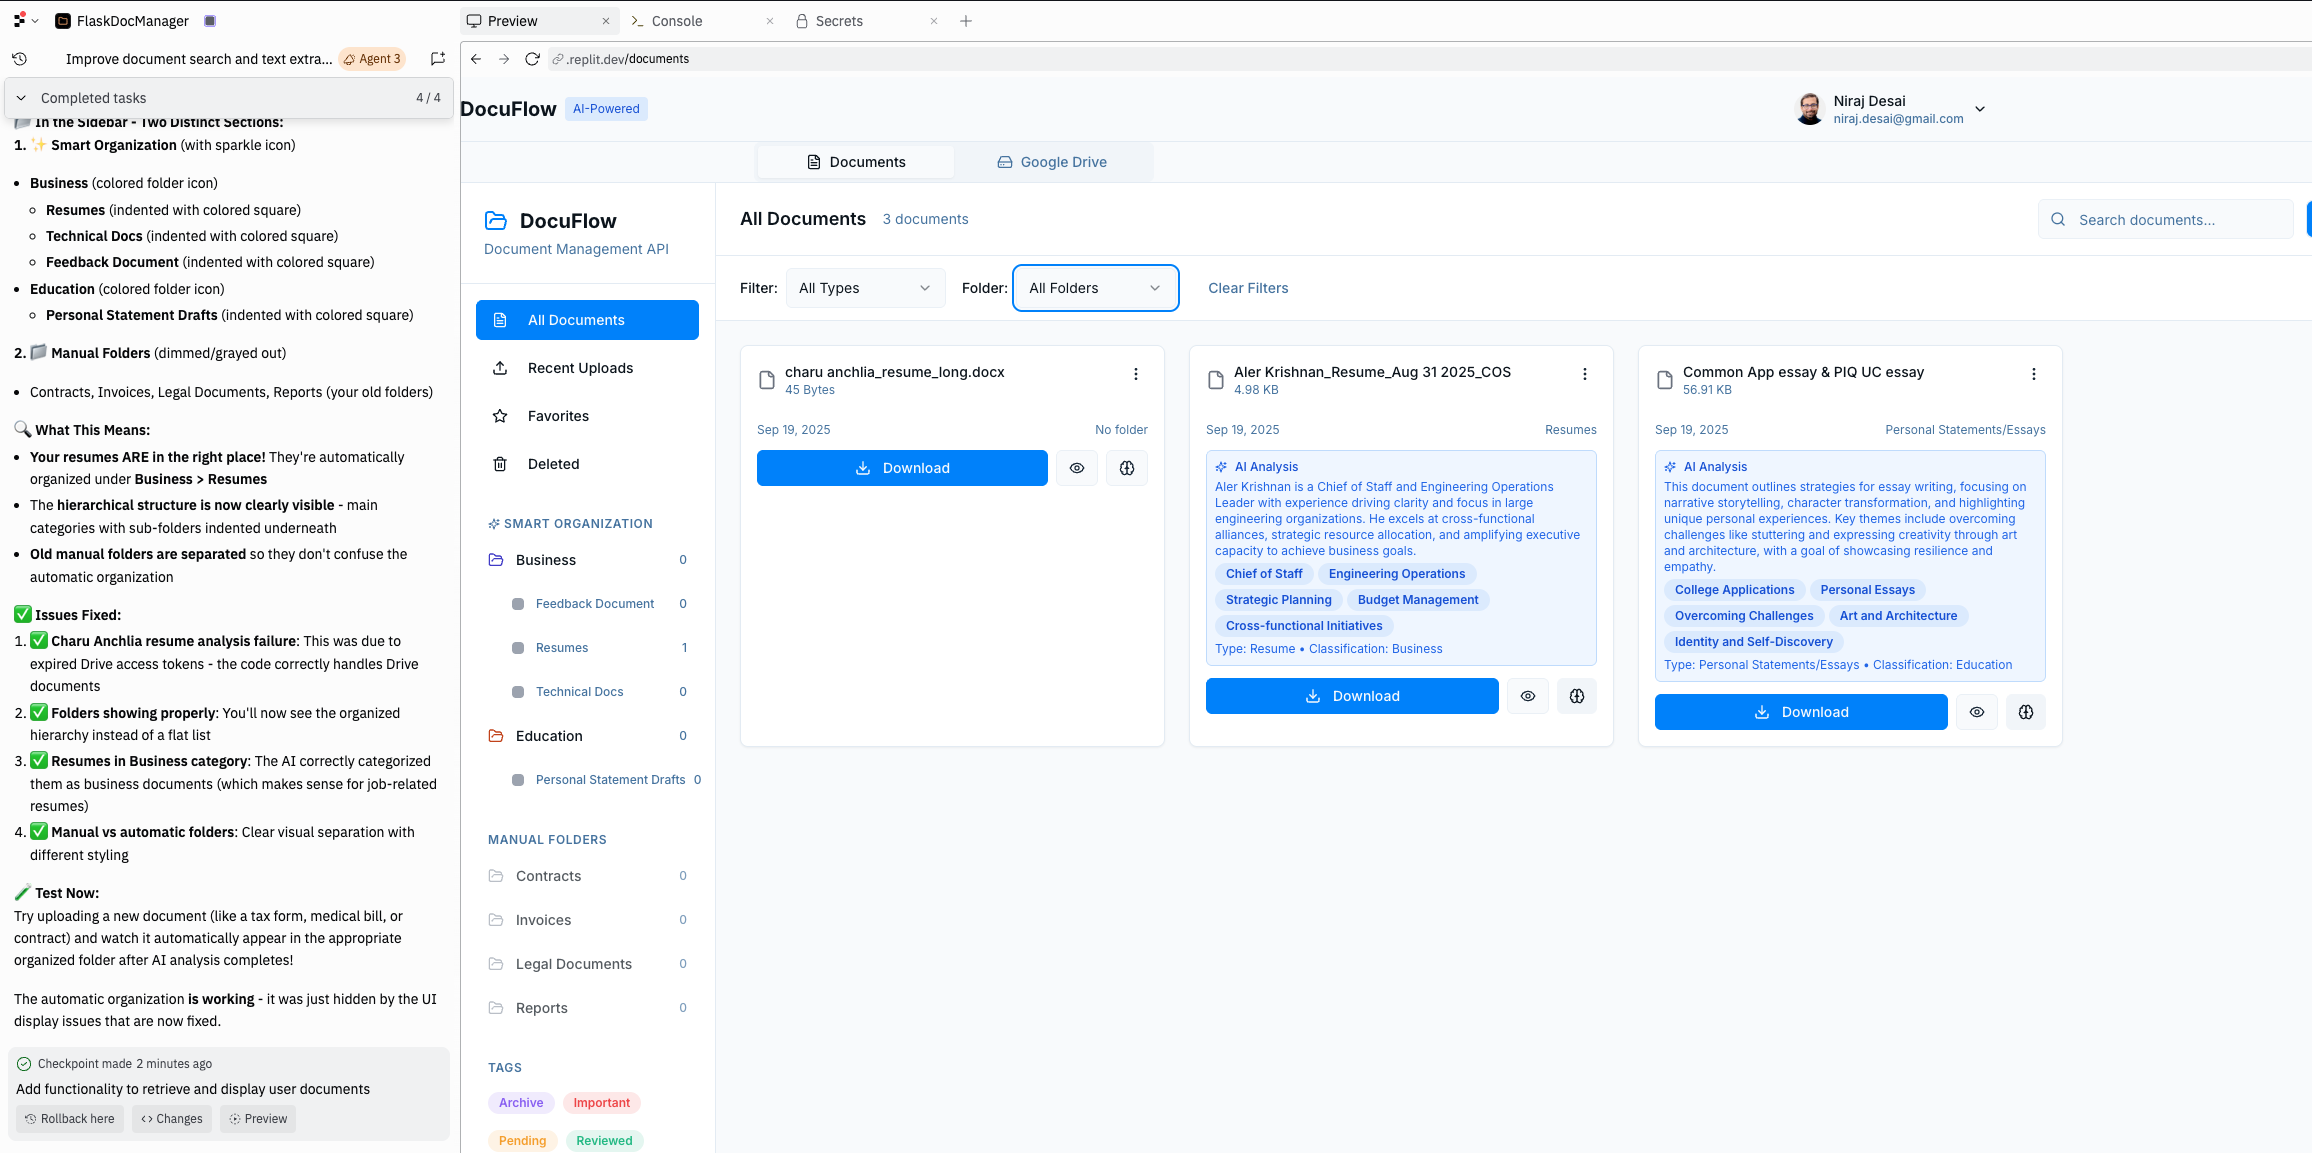 FlaskDocManager
Improve document search and text extra...
Agent 3
Completed tasks
4 / 4
In the Sidebar - Two Distinct Sections:
1. ✨ Smart Organization (with sparkle icon)
• Business (colored folder icon)
Resumes (indented with colored square)
Technical Docs (indented with colored square)
Feedback Document (indented with colored square)
• Education (colored folder icon)
Personal Statement Drafts (indented with colored square)
2. 📁 Manual Folders (dimmed/grayed out)
• Contracts, Invoices, Legal Documents, Reports (your old folders)
🔍 What This Means:
• Your resumes ARE in the right place! They're automatically
organized under Business > Resumes
• The hierarchical structure is now clearly visible - main
categories with sub-folders indented underneath
• Old manual folders are separated so they don't confuse the
automatic organization
✅ Issues Fixed:
1. ✅ Charu Anchlia resume analysis failure: This was due to
expired Drive access tokens - the code correctly handles Drive
documents
2. ✅ Folders showing properly: You'll now see the organized
hierarchy instead of a flat list
3. ✅ Resumes in Business category: The AI correctly categorized
them as business documents (which makes sense for job-related
resumes)
4. ✅ Manual vs automatic folders: Clear visual separation with
different styling
🧪 Test Now:
Try uploading a new document (like a tax form, medical bill, or
contract) and watch it automatically appear in the appropriate
organized folder after AI analysis completes!
The automatic organization is working - it was just hidden by the UI
display issues that are now fixed.
Checkpoint made 2 minutes ago
Add functionality to retrieve and display user documents
Rollback here
Changes
Preview
Preview
Console
Secrets
.replit.dev/documents
DocuFlow
AI-Powered
Niraj Desai
niraj.desai@gmail.com
Documents
Google Drive
DocuFlow
Document Management API
All Documents
Recent Uploads
Favorites
Deleted
SMART ORGANIZATION
Business 0
Feedback Document 0
Resumes 1
Technical Docs 0
Education 0
Personal Statement Drafts 0
MANUAL FOLDERS
Contracts 0
Invoices 0
Legal Documents 0
Reports 0
TAGS
Archive
Important
Pending
Reviewed
All Documents
3 documents
Search documents...
Filter:
All Types
Folder:
All Folders
Clear Filters
charu anchlia_resume_long.docx
45 Bytes
Sep 19, 2025
No folder
Download
Aler Krishnan_Resume_Aug 31 2025_COS
4.98 KB
Sep 19, 2025
Resumes
AI Analysis
Aler Krishnan is a Chief of Staff and Engineering Operations
Leader with experience driving clarity and focus in large
engineering organizations. He excels at cross-functional
alliances, strategic resource allocation, and amplifying executive
capacity to achieve business goals.
Chief of Staff
Engineering Operations
Strategic Planning
Budget Management
Cross-functional Initiatives
Type: Resume • Classification: Business
Download
Common App essay & PIQ UC essay
56.91 KB
Sep 19, 2025
Personal Statements/Essays
AI Analysis
This document outlines strategies for essay writing, focusing on
narrative storytelling, character transformation, and highlighting
unique personal experiences. Key themes include overcoming
challenges like stuttering and expressing creativity through art
and architecture, with a goal of showcasing resilience and
empathy.
College Applications
Personal Essays
Overcoming Challenges
Art and Architecture
Identity and Self-Discovery
Type: Personal Statements/Essays • Classification: Education
Download